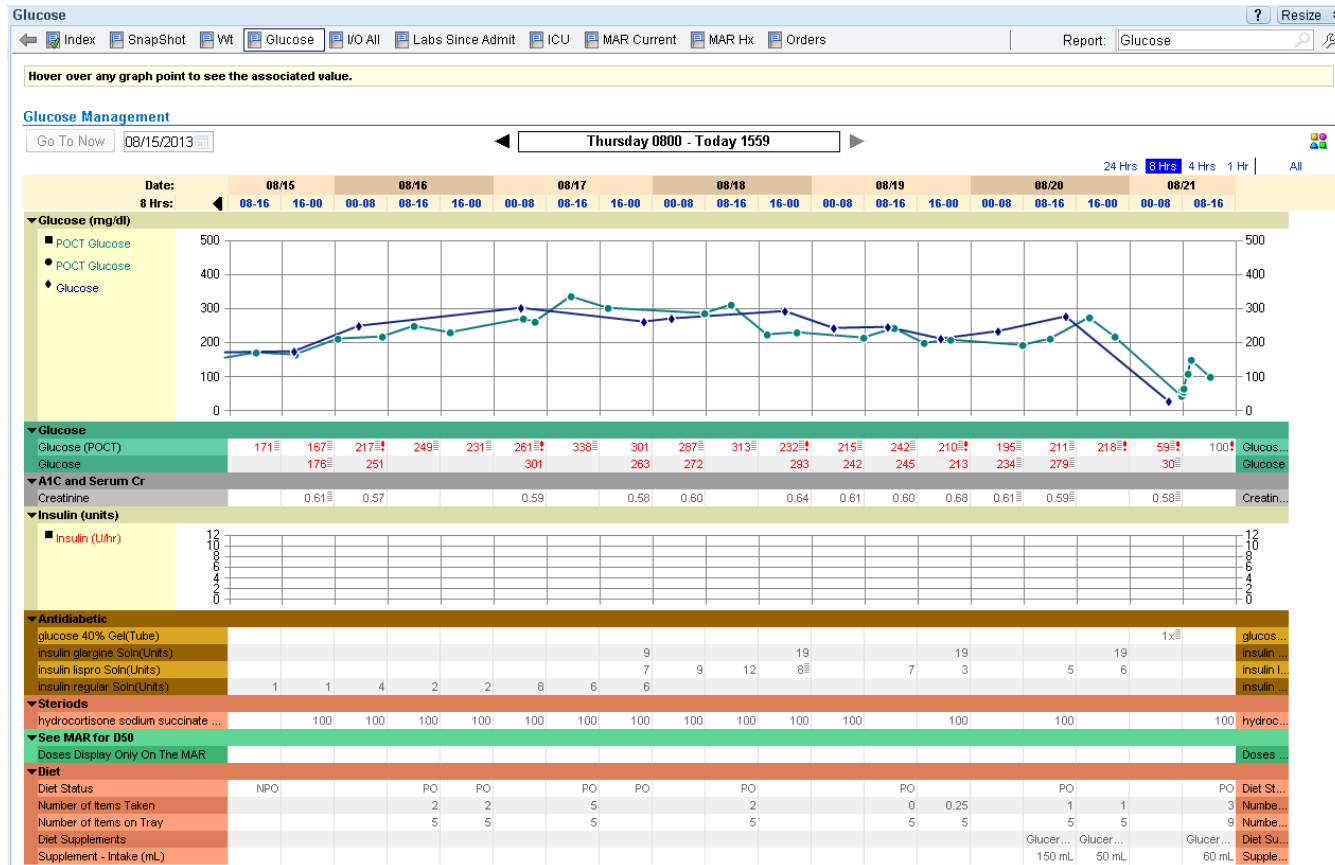 Glucose ? Resize
Index SnapShot Wt Glucose I/O All Labs Since Admit ICU MAR Current MAR Hx Orders Report: Glucose
Hover over any graph point to see the associated value.
Glucose Management
Go To Now 08/15/2013 Thursday 0800 - Today 1559
24 Hrs 8 Hrs 4 Hrs 1 Hr All
Date: 08/15 08/16 08/17 08/18 08/19 08/20 08/21
8 Hrs: 08-16 16-00 00-08 08-16 16-00 00-08 08-16 16-00 00-08 08-16 16-00 00-08 08-16 16-00 00-08 08-16 16-00 00-08 08-16
Glucose (mg/dl)
POCT Glucose 500 500
POCT Glucose 400 400
Glucose 300 300
200 200
100 100
0 0
Glucose
Glucose (POCT) 171 167 217 249 231 261 338 301 287 313 232 215 242 210 195 211 218 59 100 Glucos...
Glucose 176 251 301 263 272 293 242 245 213 234 279 30 Glucose
A1C and Serum Cr
Creatinine 0.61 0.57 0.59 0.58 0.60 0.64 0.61 0.60 0.68 0.61 0.59 0.58 Creatin...
Insulin (units)
Insulin (U/hr) 12 12
10 10
8 8
6 6
4 4
2 2
0 0
Antidiabetic
glucose 40% Gel(Tube) 1x glucos...
insulin glargine Soln(Units) 9 19 19 19 insulin ...
insulin lispro Soln(Units) 7 9 12 8 7 3 5 6 insulin l...
insulin regular Soln(Units) 1 1 4 2 2 8 6 6 insulin ...
Steriods
hydrocortisone sodium succinate ... 100 100 100 100 100 100 100 100 100 100 100 100 100 100 hydroc...
See MAR for D50
Doses Display Only On The MAR Doses ...
Diet
Diet Status NPO PO PO PO PO PO PO PO PO Diet St...
Number of Items Taken 2 2 5 2 0 0.25 1 1 3 Numbe...
Number of Items on Tray 5 5 5 5 5 5 5 5 9 Numbe...
Diet Supplements Glucer... Glucer... Glucer... Diet Su...
Supplement - Intake (mL) 150 mL 50 mL 60 mL Supple...